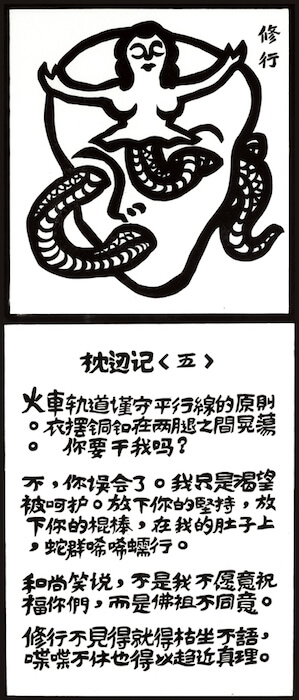 修
行
枕边记〈五〉
火車轨道谨守平行線的原則
。衣摆铜釦在两腿之間晃蕩
。你要干我吗？
不，你误会了。我只是渴望
被呵护。放下你的堅持，放
下你的棍棒，在我的肚子上
，蛇群唏唏蠕行。
和尚笑说，不是我不愿意祝
福你們，而是佛祖不同意。
修行不見得就得枯坐不語，
喋喋不休也得以趋近真理。